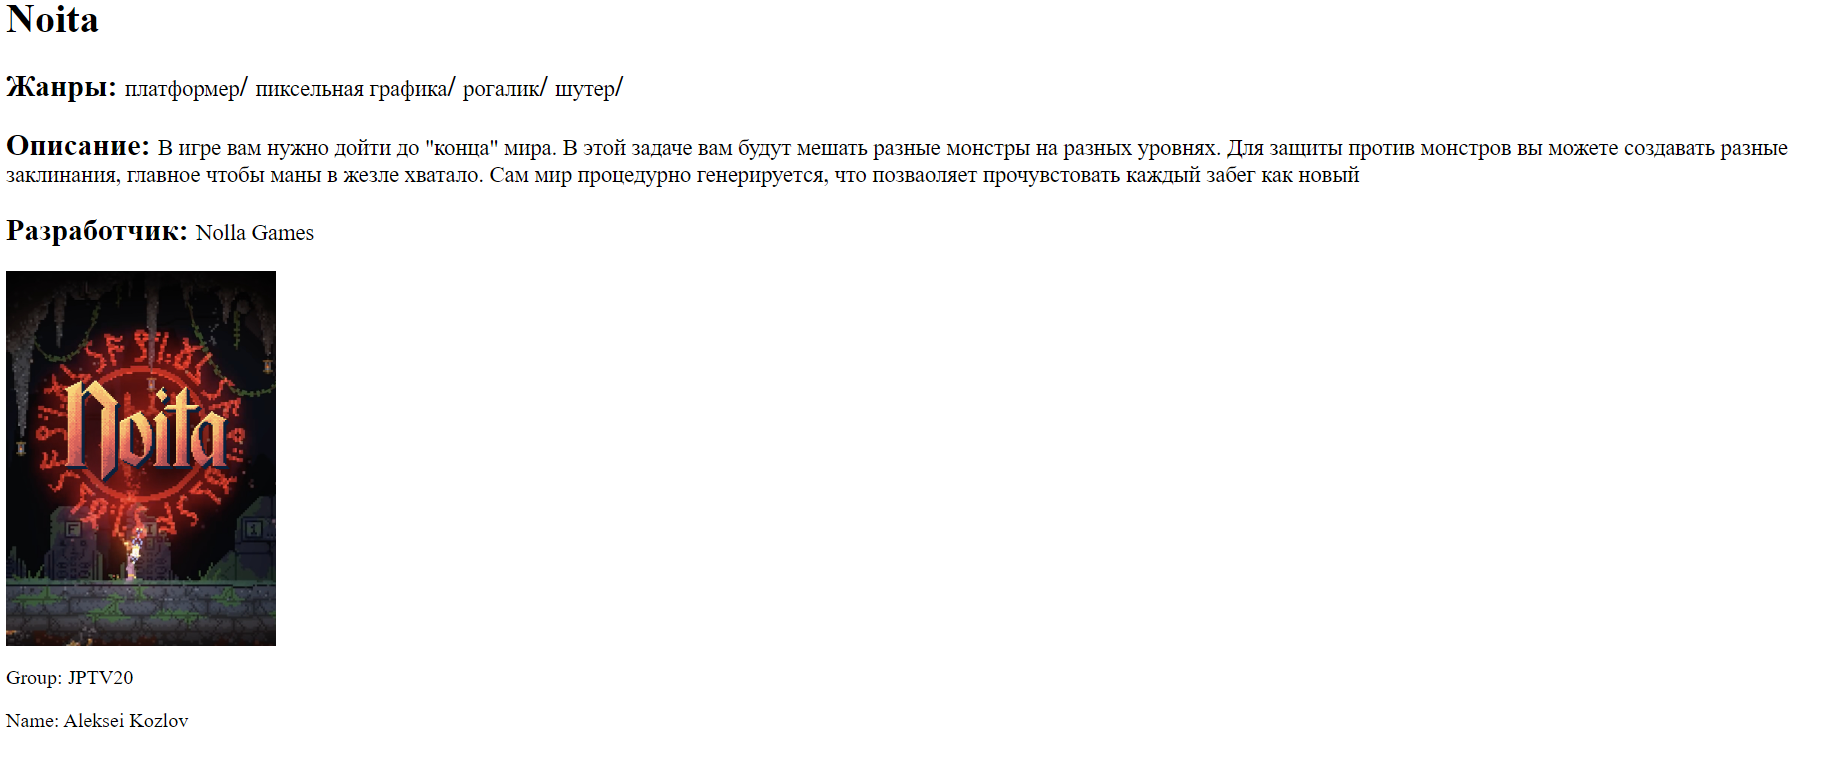 Noita
Жанры: платформер/ пиксельная графика/ рогалик/ шутер/
Описание: В игре вам нужно дойти до "конца" мира. В этой задаче вам будут мешать разные монстры на разных уровнях. Для защиты против монстров вы можете создавать разные
заклинания, главное чтобы маны в жезле хватало. Сам мир процедурно генерируется, что позваоляет прочувстовать каждый забег как новый
Разработчик: Nolla Games
Noita
Group: JPTV20
Name: Aleksei Kozlov